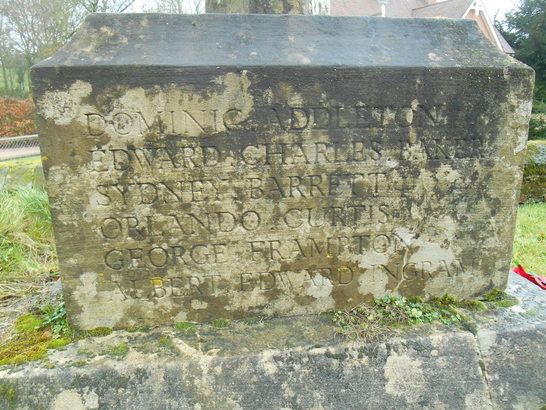 DOMINIC ADDLETON
EDWARD CHARLES BAKER
SYDNEY BARRETT
ORLANDO CURTIS
GEORGE FRAMPTON
ALBERT EDWARD INGRAM